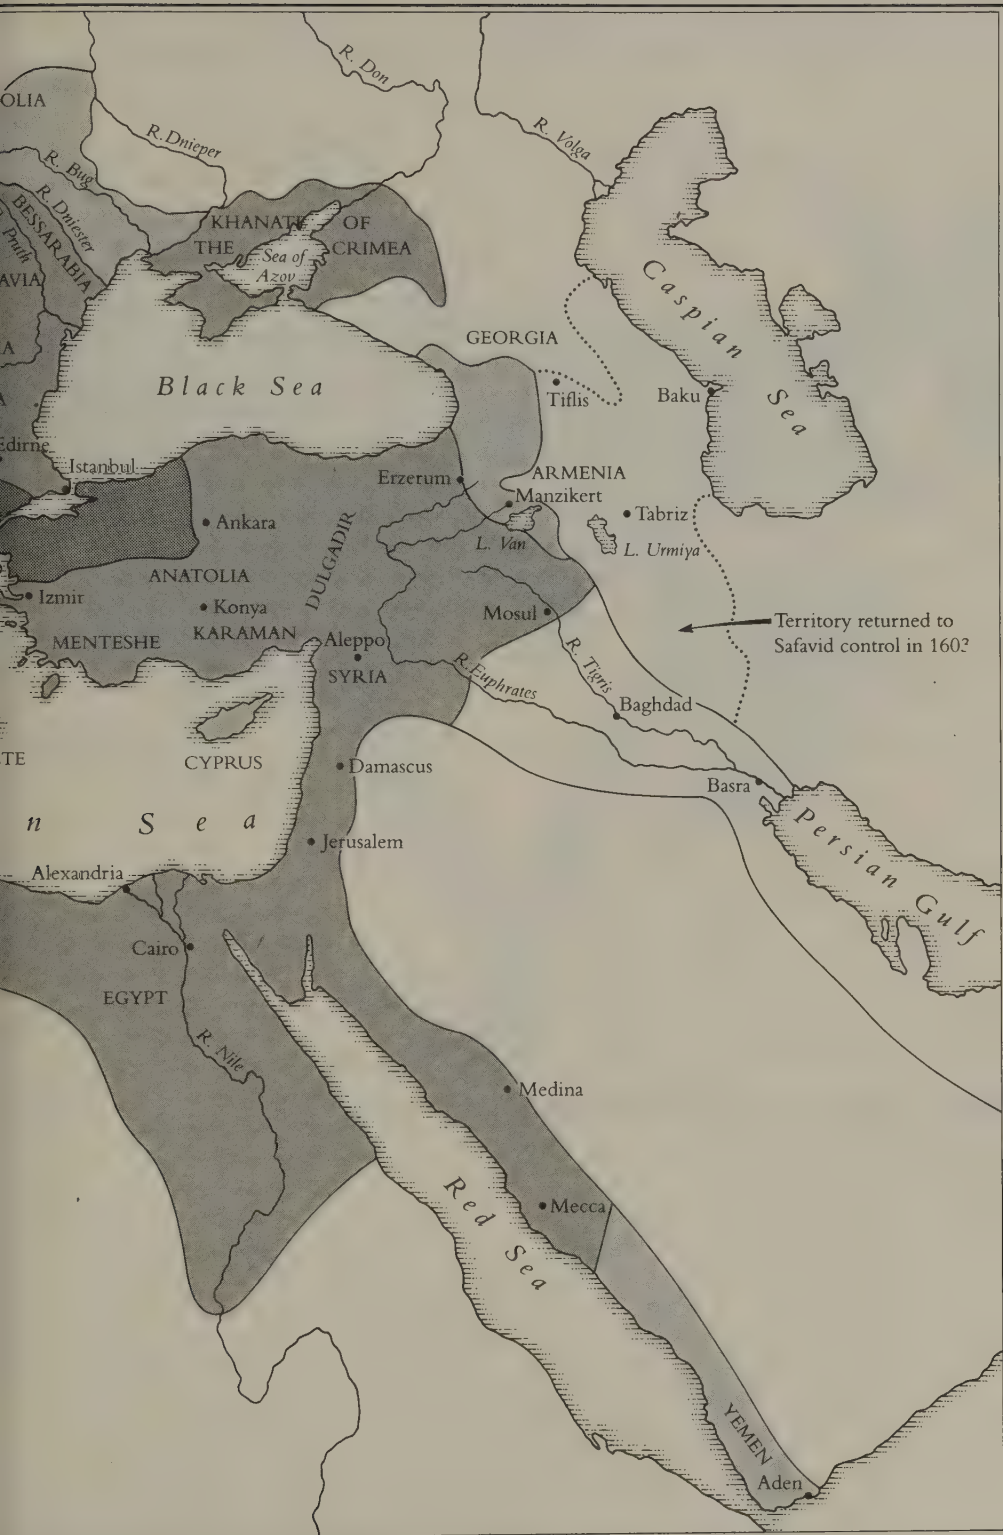 R. Don
OLIA
R. Dnieper
R. Volga
R. Bug
R. Dniester
BESSARABIA
Pruth
AVIA
KHANATE OF
THE CRIMEA
Sea of
Azov
Caspian Sea
GEORGIA
A
Black Sea
Tiflis
Baku
A
Edirne
Istanbul
Erzerum
ARMENIA
Manzikert
Ankara
Tabriz
DULGADIR
L. Van
L. Urmiya
ANATOLIA
Izmir
Konya
Mosul
Territory returned to
Safavid control in 1603
MENTESHE
KARAMAN
Aleppo
SYRIA
R. Euphrates
R. Tigris
Baghdad
TE
CYPRUS
Damascus
Basra
n Sea
Jerusalem
Persian Gulf
Alexandria
Cairo
EGYPT
R. Nile
Medina
Mecca
Red Sea
YEMEN
Aden